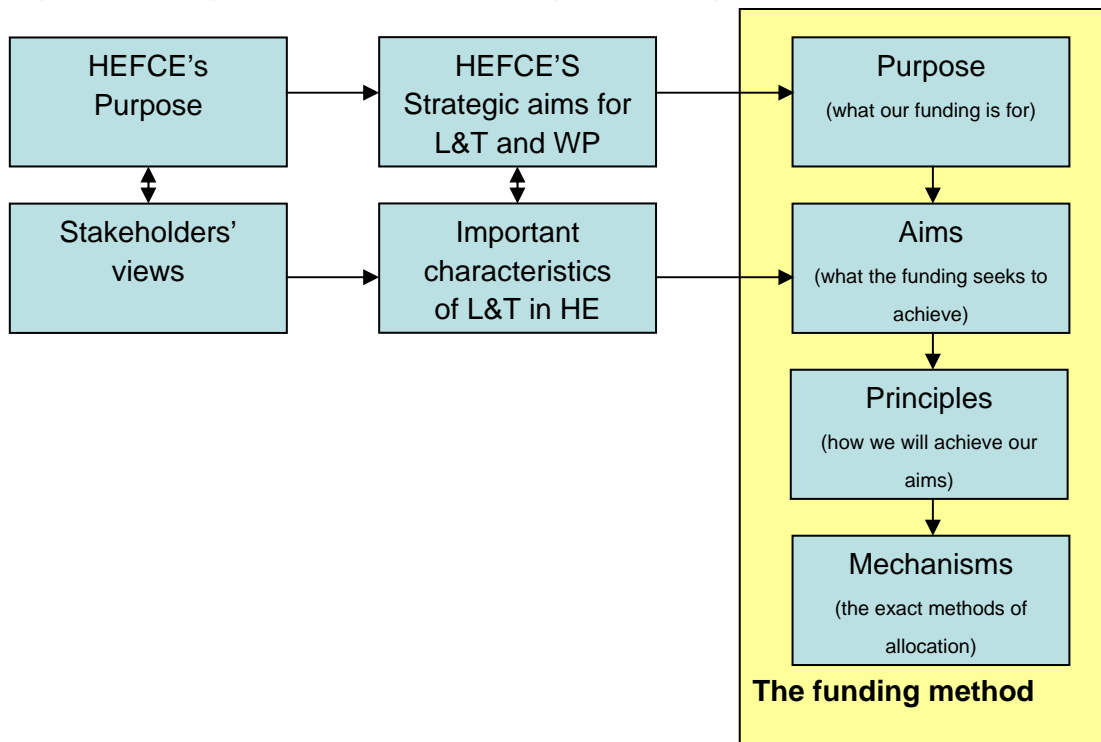 HEFCE's
Purpose
HEFCE'S
Strategic aims for
L&T and WP
Purpose
(what our funding is for)
Stakeholders'
views
Important
characteristics
of L&T in HE
Aims
(what the funding seeks to
achieve)
Principles
(how we will achieve our
aims)
Mechanisms
(the exact methods of
allocation)
The funding method